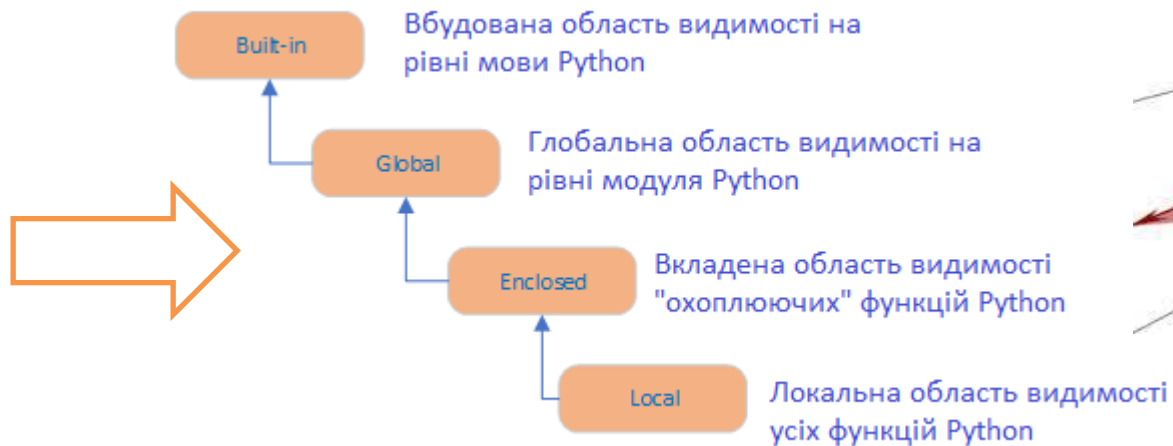 Built-in
Вбудована область видимості на
рівні мови Python
Global
Глобальна область видимості на
рівні модуля Python
Enclosed
Вкладена область видимості
"охоплюючих" функцій Python
Local
Локальна область видимості
усіх функцій Python